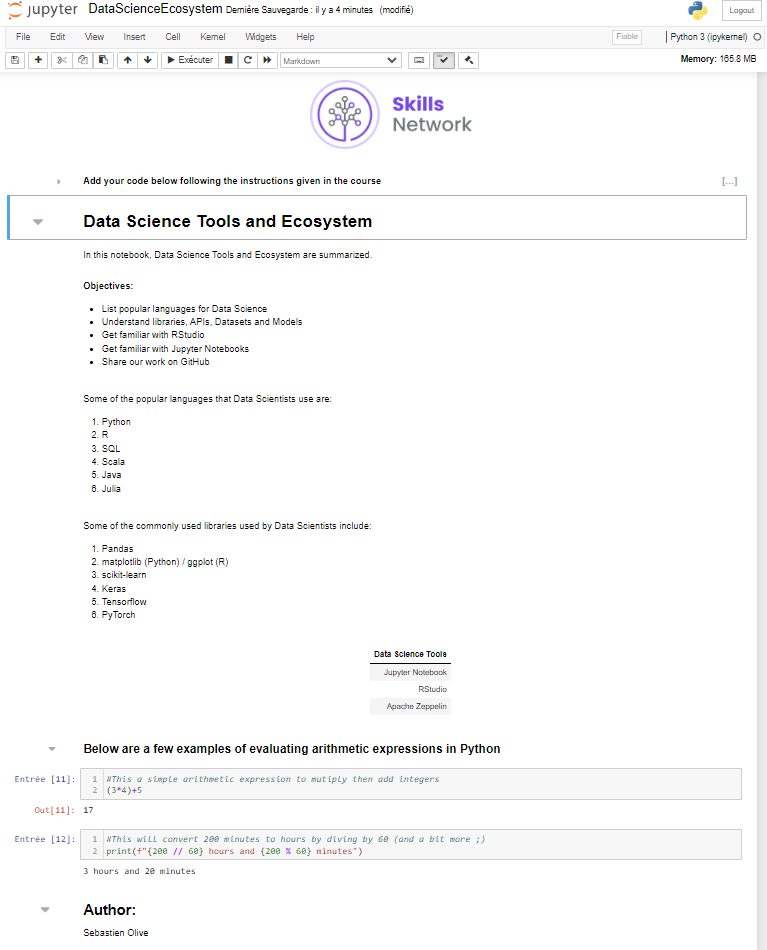 jupyter DataScienceEcosystem Dernière Sauvegarde : il y a 4 minutes (modifié)
Logout
File Edit View Insert Cell Kernel Widgets Help
Fiable
Python 3 (ipykernel)
Exécuter
Markdown
Memory: 165.8 MB
Skills
Network
Add your code below following the instructions given in the course
[...]
Data Science Tools and Ecosystem
In this notebook, Data Science Tools and Ecosystem are summarized.
Objectives:
• List popular languages for Data Science
• Understand libraries, APIs, Datasets and Models
• Get familiar with RStudio
• Get familiar with Jupyter Notebooks
• Share our work on GitHub
Some of the popular languages that Data Scientists use are:
1. Python
2. R
3. SQL
4. Scala
5. Java
6. Julia
Some of the commonly used libraries used by Data Scientists include:
1. Pandas
2. matplotlib (Python) / ggplot (R)
3. scikit-learn
4. Keras
5. Tensorflow
6. PyTorch
Data Science Tools
Jupyter Notebook
RStudio
Apache Zeppelin
Below are a few examples of evaluating arithmetic expressions in Python
Entrée [11]:
1 #This a simple arithmetic expression to mutiply then add integers
2 (3*4)+5
Out[11]: 17
Entrée [12]:
1 #This will convert 200 minutes to hours by diving by 60 (and a bit more ;)
2 print(f"{200 // 60} hours and {200 % 60} minutes")
3 hours and 20 minutes
Author:
Sebastien Olive